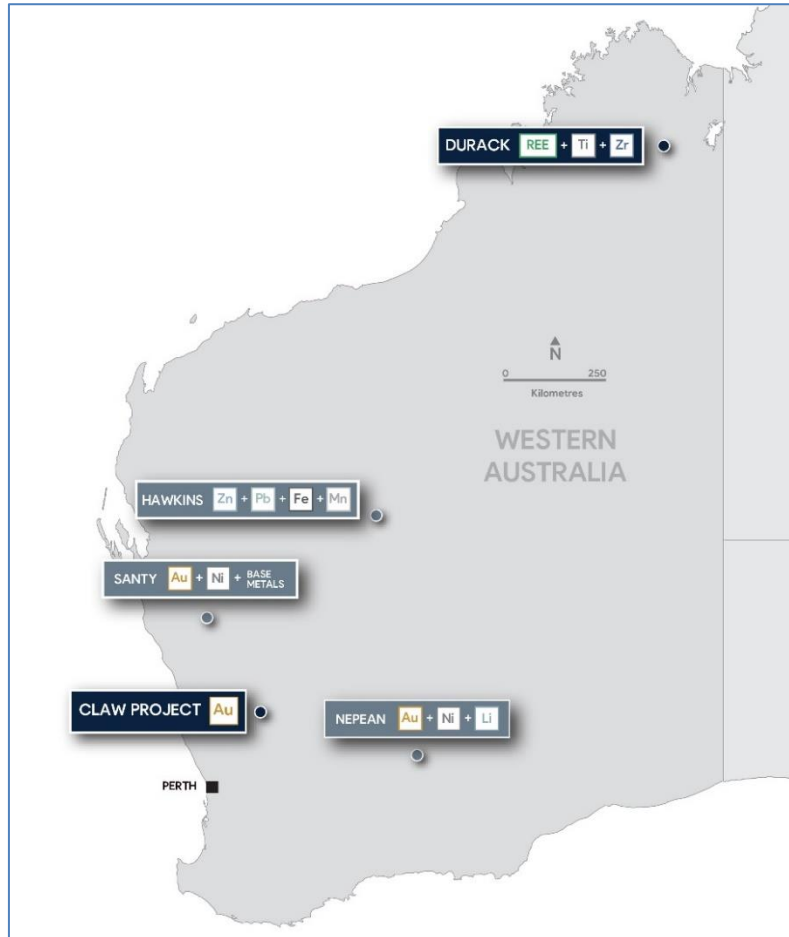 DURACK REE + Ti + Zr
N
0 250
Kilometres
WESTERN
AUSTRALIA
HAWKINS Zn + Pb + Fe + Mn
SANTY Au + Ni + BASE
METALS
CLAW PROJECT Au
NEPEAN Au + Ni + Li
PERTH